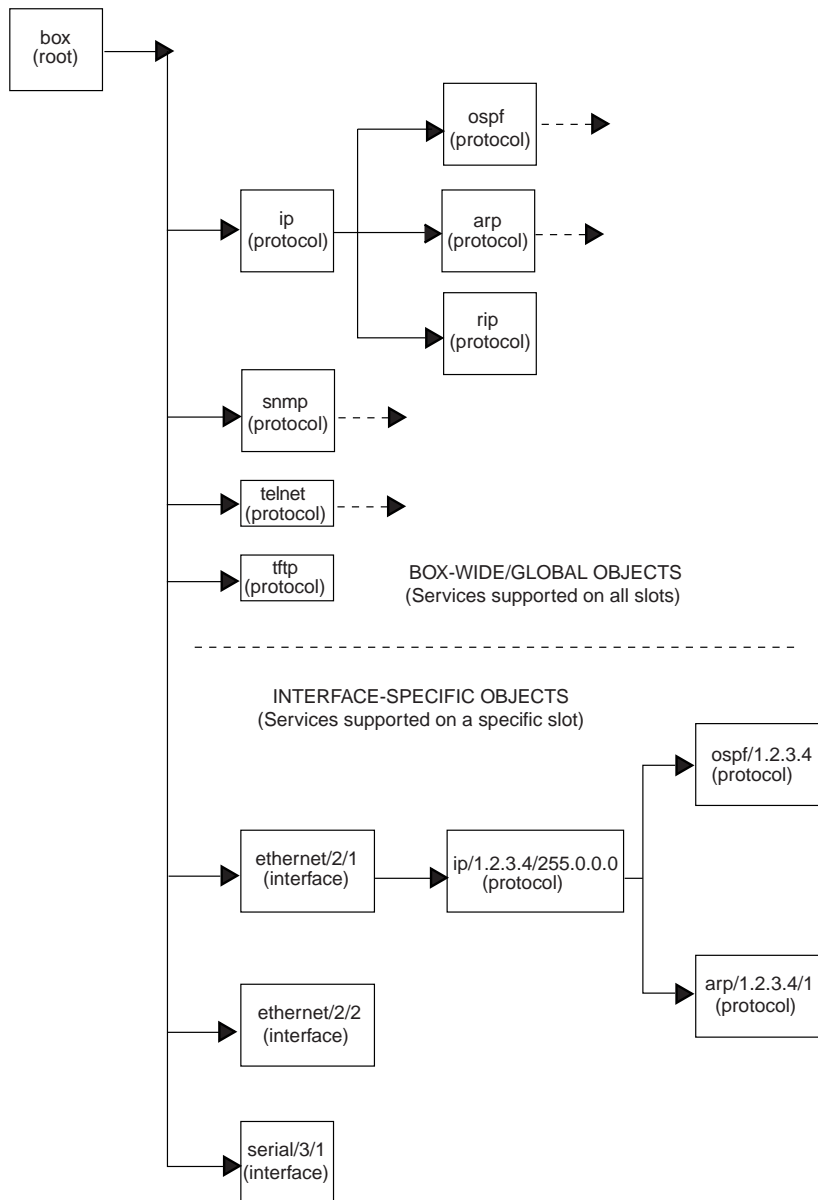 box
(root)
ospf
(protocol)
ip
(protocol)
arp
(protocol)
rip
(protocol)
snmp
(protocol)
telnet
(protocol)
tftp
(protocol)
BOX-WIDE/GLOBAL OBJECTS
(Services supported on all slots)
INTERFACE-SPECIFIC OBJECTS
(Services supported on a specific slot)
ospf/1.2.3.4
(protocol)
ethernet/2/1
(interface)
ip/1.2.3.4/255.0.0.0
(protocol)
arp/1.2.3.4/1
(protocol)
ethernet/2/2
(interface)
serial/3/1
(interface)